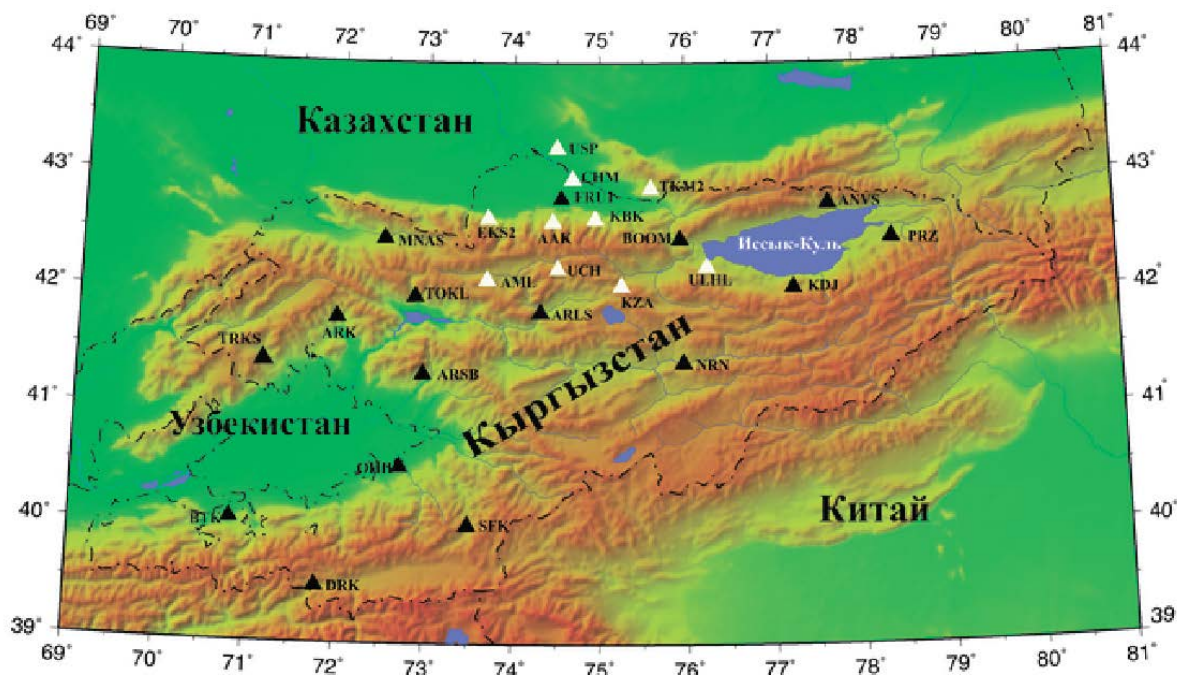 69° 70 71 72 73 74 75 76 77 78 79 80 81°
44° 44°
Казахстан
43° 43°
USP
CHM
TKM2
FRU1
ANVS
EKS2 AAK KBK
MNAS BOOM Иссык-Куль PRZ
42° 42°
AML UCH ULHL
TOKL KZA KDJ
ARK ARLS
TRKS
ARSB NRN
41° 41°
Узбекистан Кыргызстан
40° Китай 40°
SFK
DRK
39° 39°
69° 70 71 72 73 74 75 76 77 78 79 80 81°